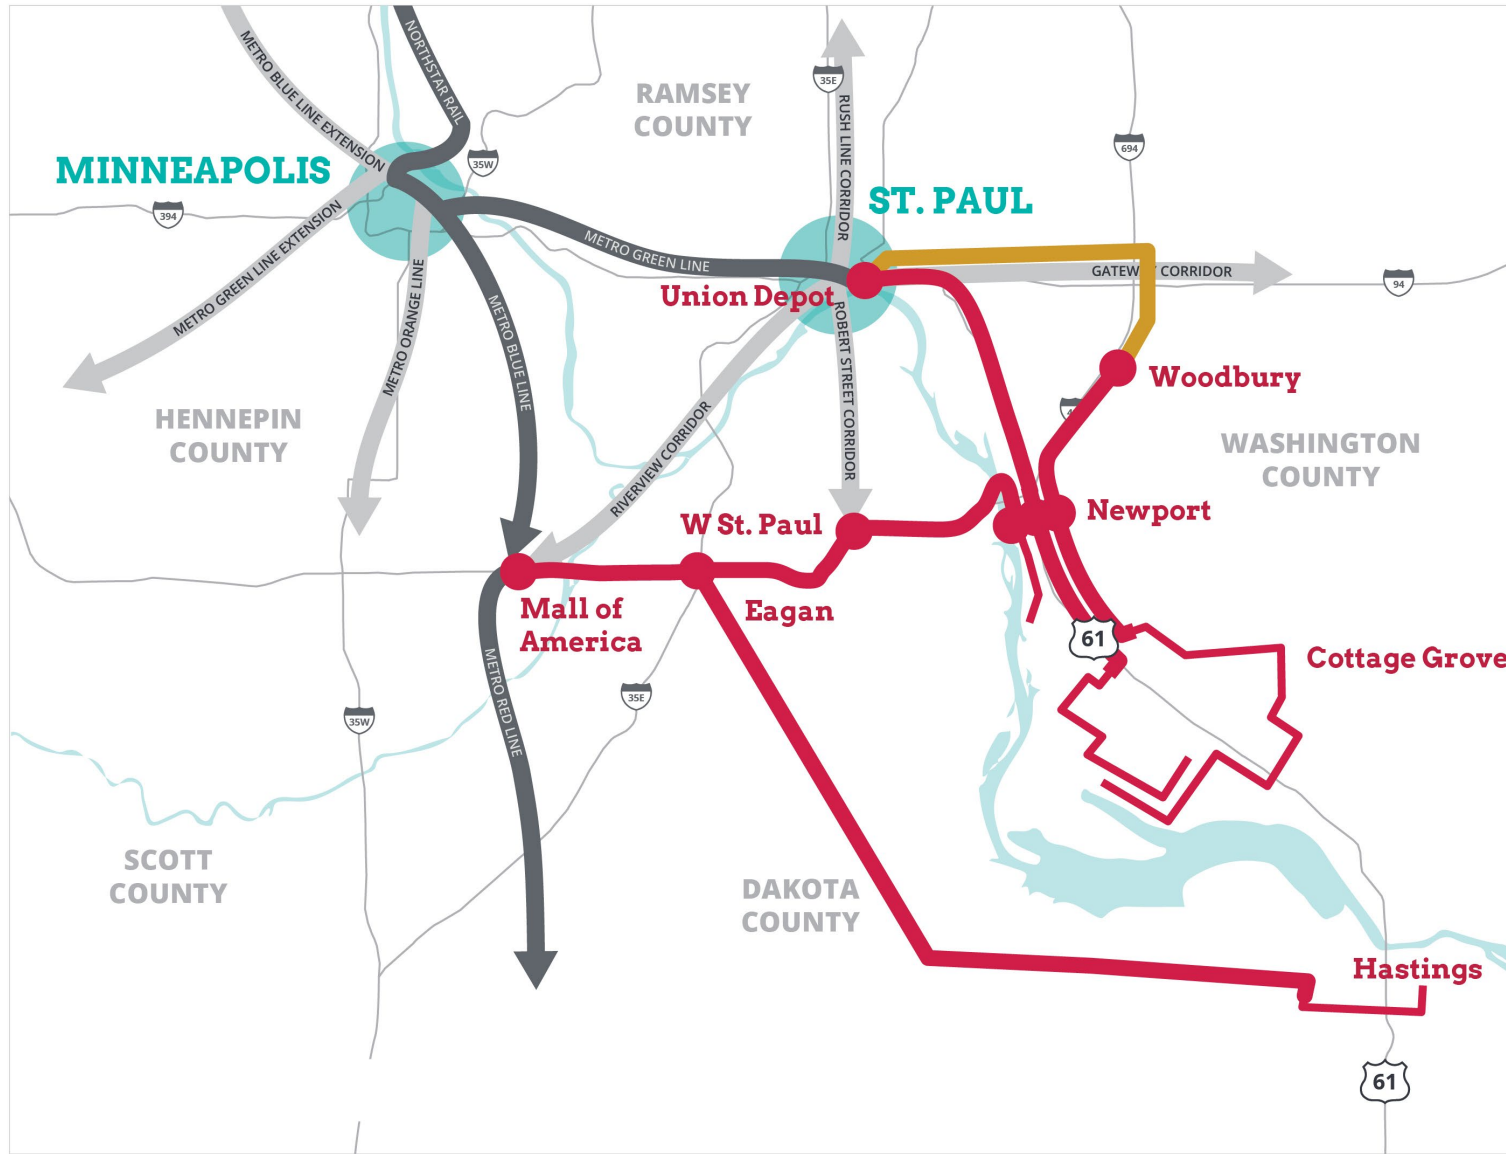 METRO BLUE LINE EXTENSION
NORTHSTAR RAIL
RAMSEY
COUNTY
35E
RUSH LINE CORRIDOR
694
35W
MINNEAPOLIS
394
METRO GREEN LINE EXTENSION
METRO ORANGE LINE
METRO GREEN LINE
METRO BLUE LINE
ST. PAUL
Union Depot
GATEW CORRIDOR
94
ROBERT STREET CORRIDOR
RIVERVIEW CORRIDOR
Woodbury
HENNEPIN
COUNTY
WASHINGTON
COUNTY
W St. Paul
Newport
Mall of
America
Eagan
61
Cottage Grove
METRO RED LINE
35E
35W
SCOTT
COUNTY
DAKOTA
COUNTY
Hastings
61